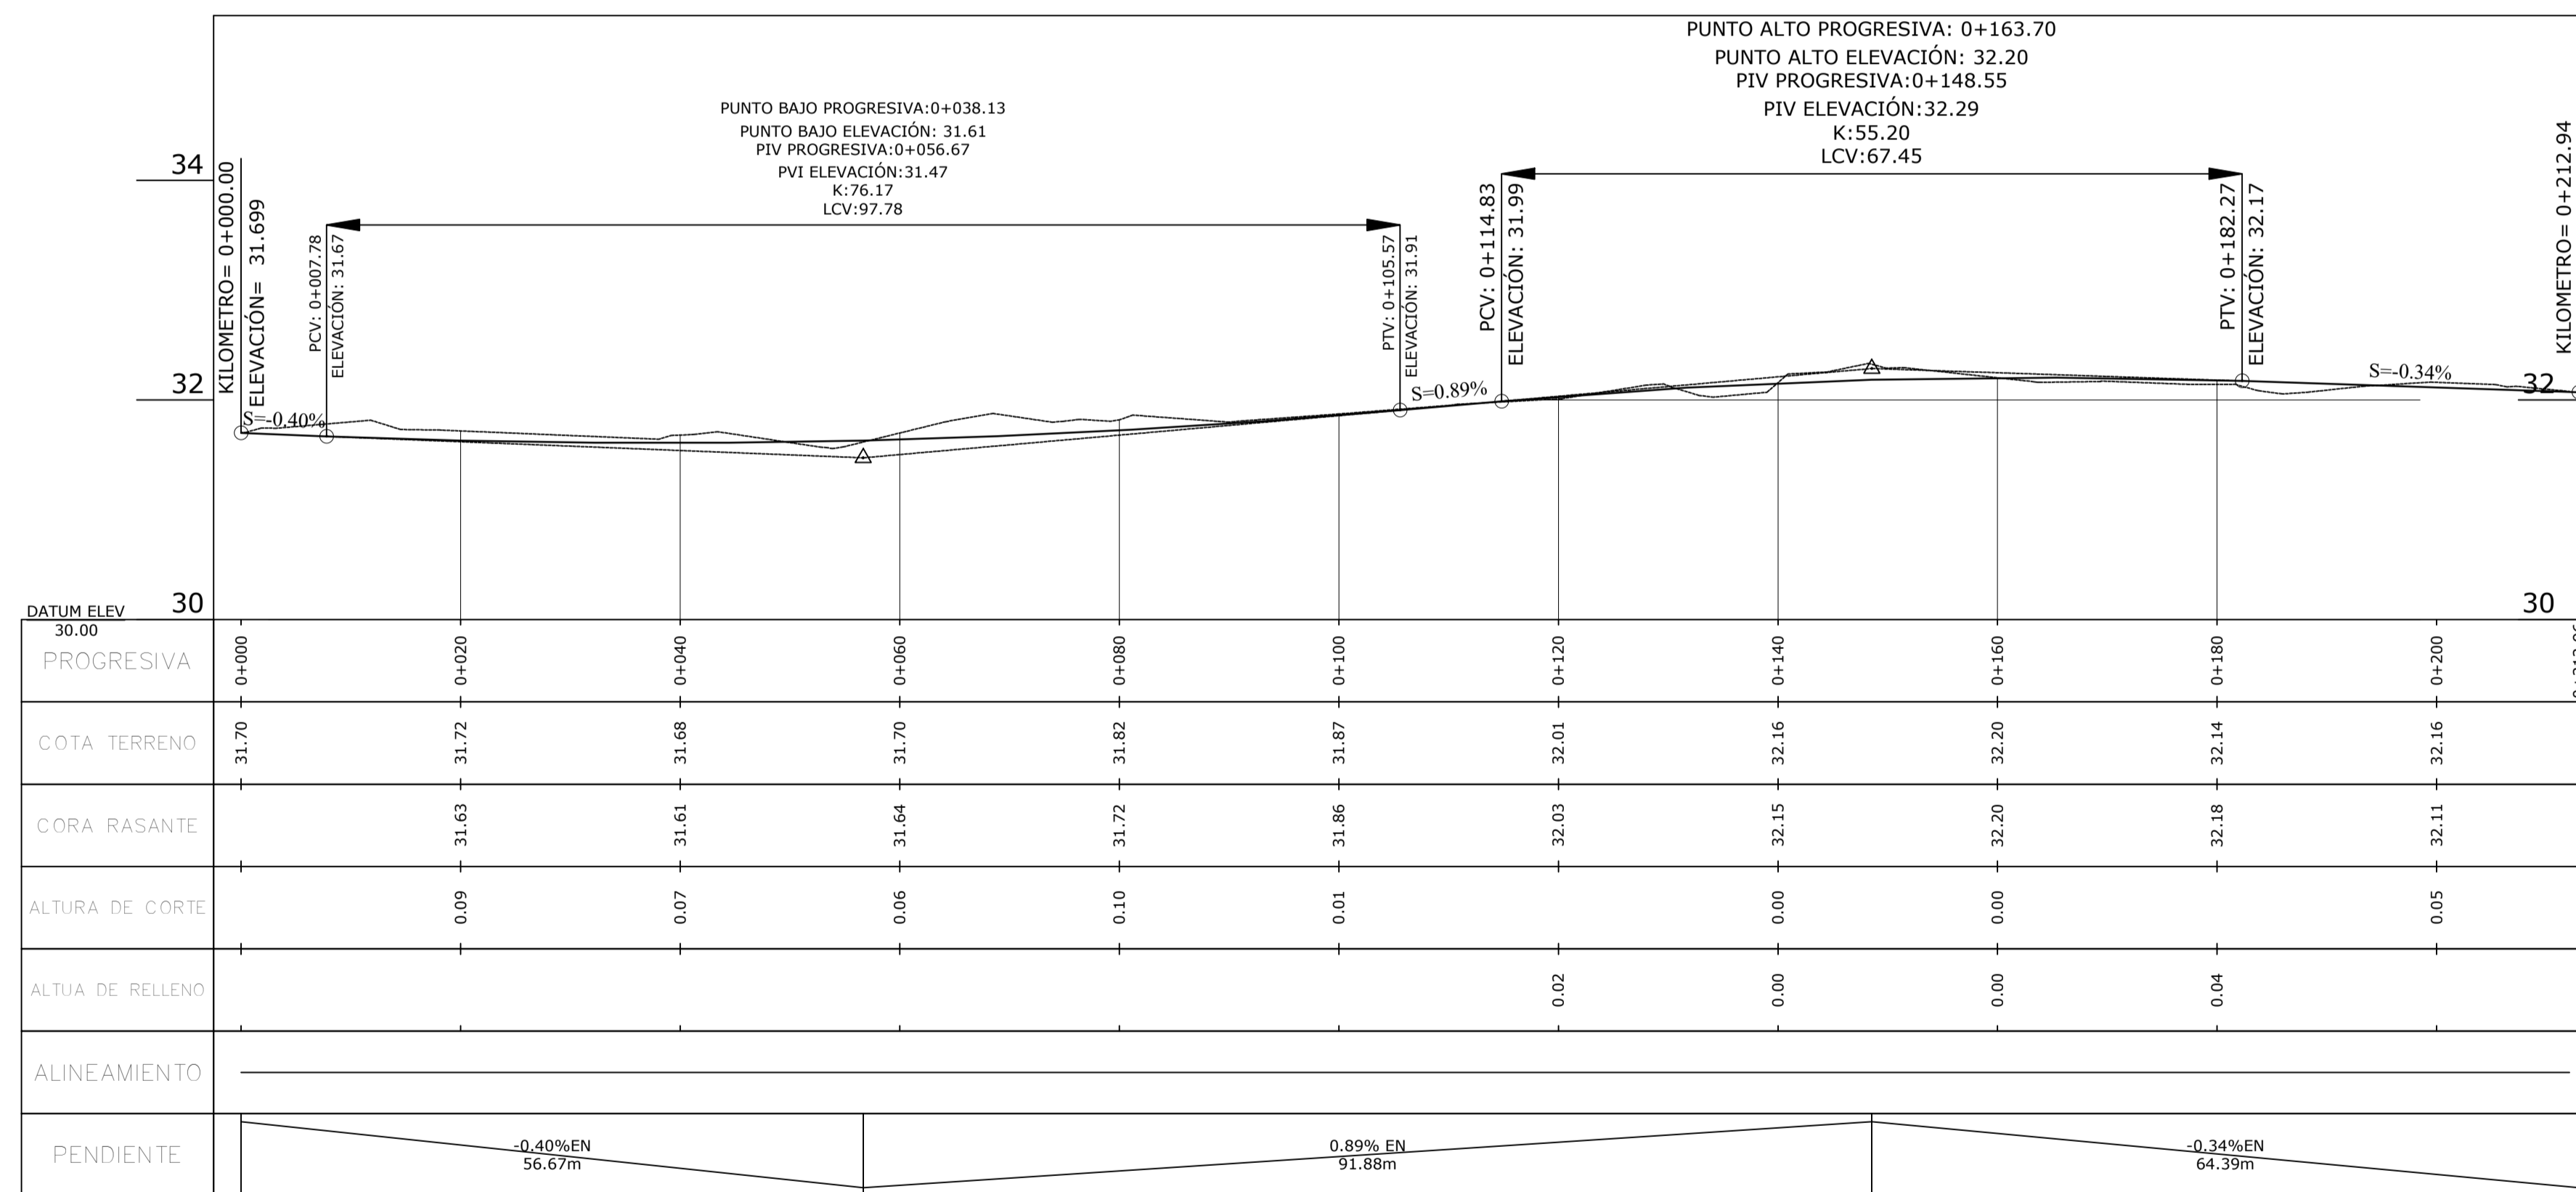 PUNTO ALTO PROGRESIVA: 0+163.70
PUNTO ALTO ELEVACIÓN: 32.20
PIV PROGRESIVA:0+148.55
PIV ELEVACIÓN:32.29
K:55.20
LCV:67.45
PUNTO BAJO PROGRESIVA:0+038.13
PUNTO BAJO ELEVACIÓN: 31.61
PIV PROGRESIVA:0+056.67
PVI ELEVACIÓN:31.47
K:76.17
LCV:97.78
34
32
30
KILOMETRO= 0+000.00
ELEVACIÓN= 31.699
PCV: 0+007.78
ELEVACIÓN: 31.67
PTV: 0+105.57
ELEVACIÓN: 31.91
PCV: 0+114.83
ELEVACIÓN: 31.99
PTV: 0+182.27
ELEVACIÓN: 32.17
KILOMETRO= 0+212.94
S=-0.40%
S=0.89%
S=-0.34%
32
30
DATUM ELEV
30.00
PROGRESIVA
0+000 0+020 0+040 0+060 0+080 0+100 0+120 0+140 0+160 0+180 0+200
COTA TERRENO
31.70 31.72 31.68 31.70 31.82 31.87 32.01 32.16 32.20 32.14 32.16
CORA RASANTE
31.63 31.61 31.64 31.72 31.86 32.03 32.15 32.20 32.18 32.11
ALTURA DE CORTE
0.09 0.07 0.06 0.10 0.01 0.00 0.00 0.05
ALTUA DE RELLENO
0.02 0.00 0.00 0.04
ALINEAMIENTO
PENDIENTE
-0.40%EN
56.67m
0.89% EN
91.88m
-0.34%EN
64.39m